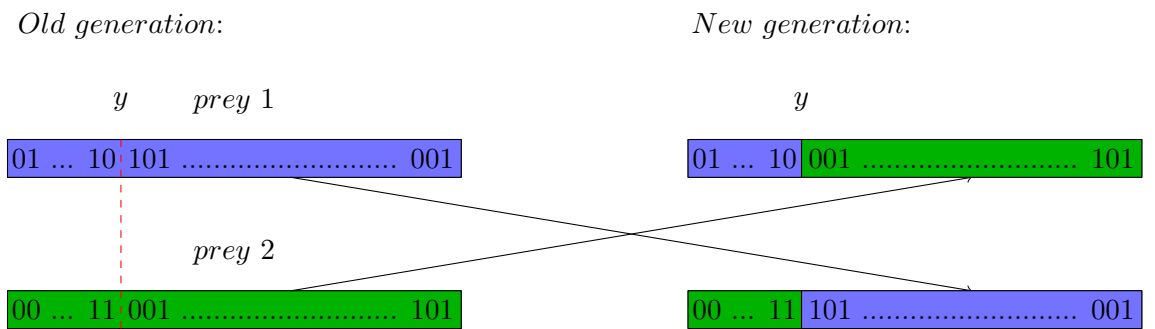 Old generation: New generation:
y prey 1 y
01 ... 10 101 ........................... 001 01 ... 10 001 ........................... 101
prey 2
00 ... 11 001 ........................... 101 00 ... 11 101 ........................... 001